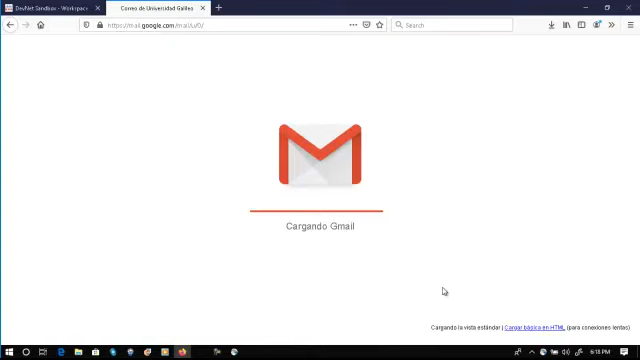 DevNet Sandbox - Workspace
Correo de Universidad Galileo
https://mail.google.com/mail/u/0/
Search
Cargando Gmail
Cargando la vista estándar | Cargar básica en HTML (para conexiones lentas)
6:18 PM